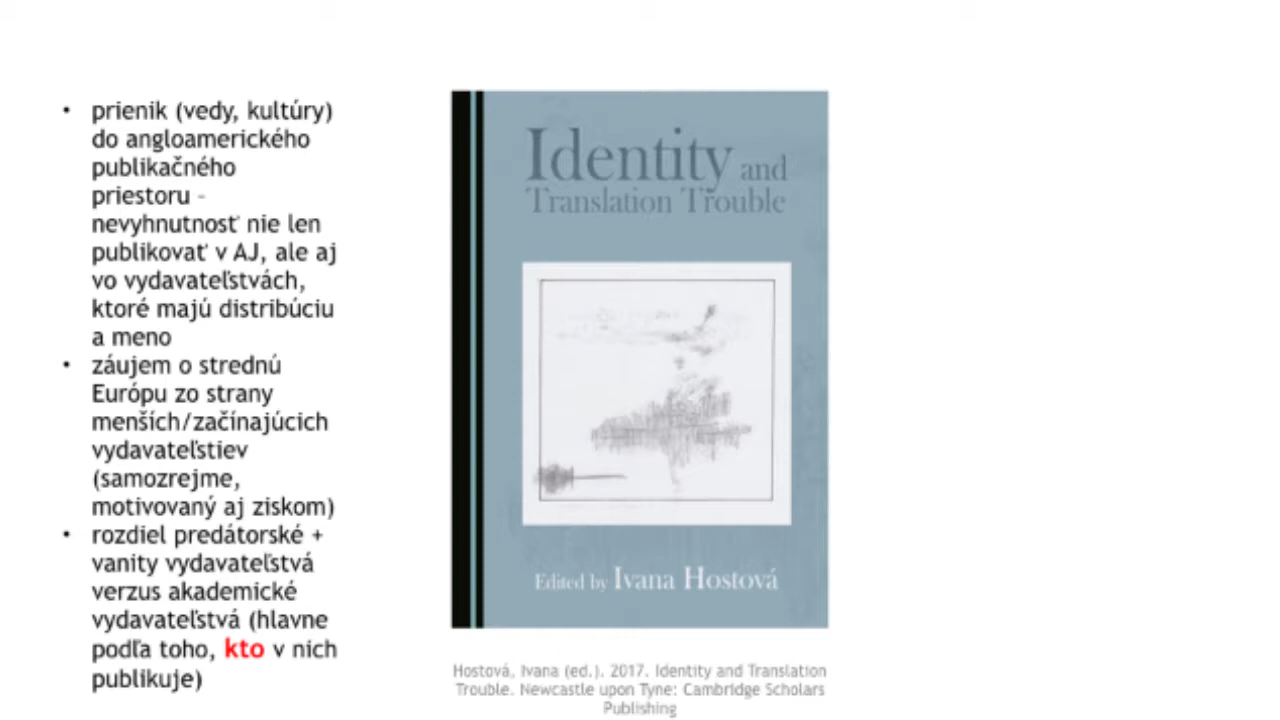 • prienik (vedy, kultúry)
do angloamerického
publikačného
priestoru –
nevyhnutnosť nie len
publikovať v AJ, ale aj
vo vydavateľstvách,
ktoré majú distribúciu
a meno
• záujem o strednú
Európu zo strany
menších/začínajúcich
vydavateľstiev
(samozrejme,
motivovaný aj ziskom)
• rozdiel predátorské +
vanity vydavateľstvá
verzus akademické
vydavateľstvá (hlavne
podľa toho, kto v nich
publikuje)
Identity and
Translation Trouble
Edited by Ivana Hostová
Hostová, Ivana (ed.). 2017. Identity and Translation
Trouble. Newcastle upon Tyne: Cambridge Scholars
Publishing